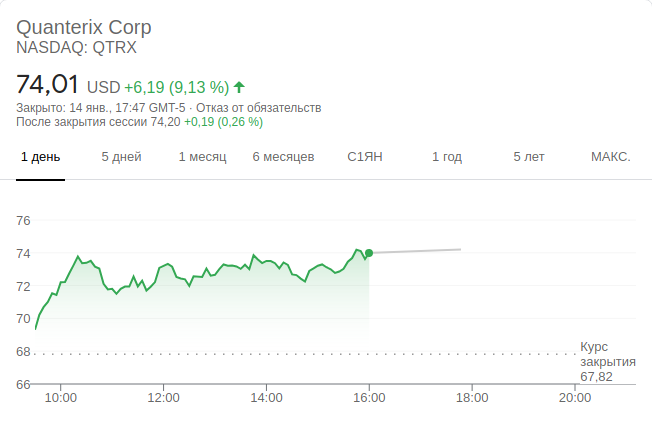 Quanterix Corp
NASDAQ: QTRX
74,01 USD +6,19 (9,13 %)
Закрыто: 14 янв., 17:47 GMT-5 · Отказ от обязательств
После закрытия сессии 74,20 +0,19 (0,26 %)
1 день 5 дней 1 месяц 6 месяцев С1ЯН 1 год 5 лет МАКС.
76
74
72
70
68
66
Курс
закрытия
67,82
10:00 12:00 14:00 16:00 18:00 20:00